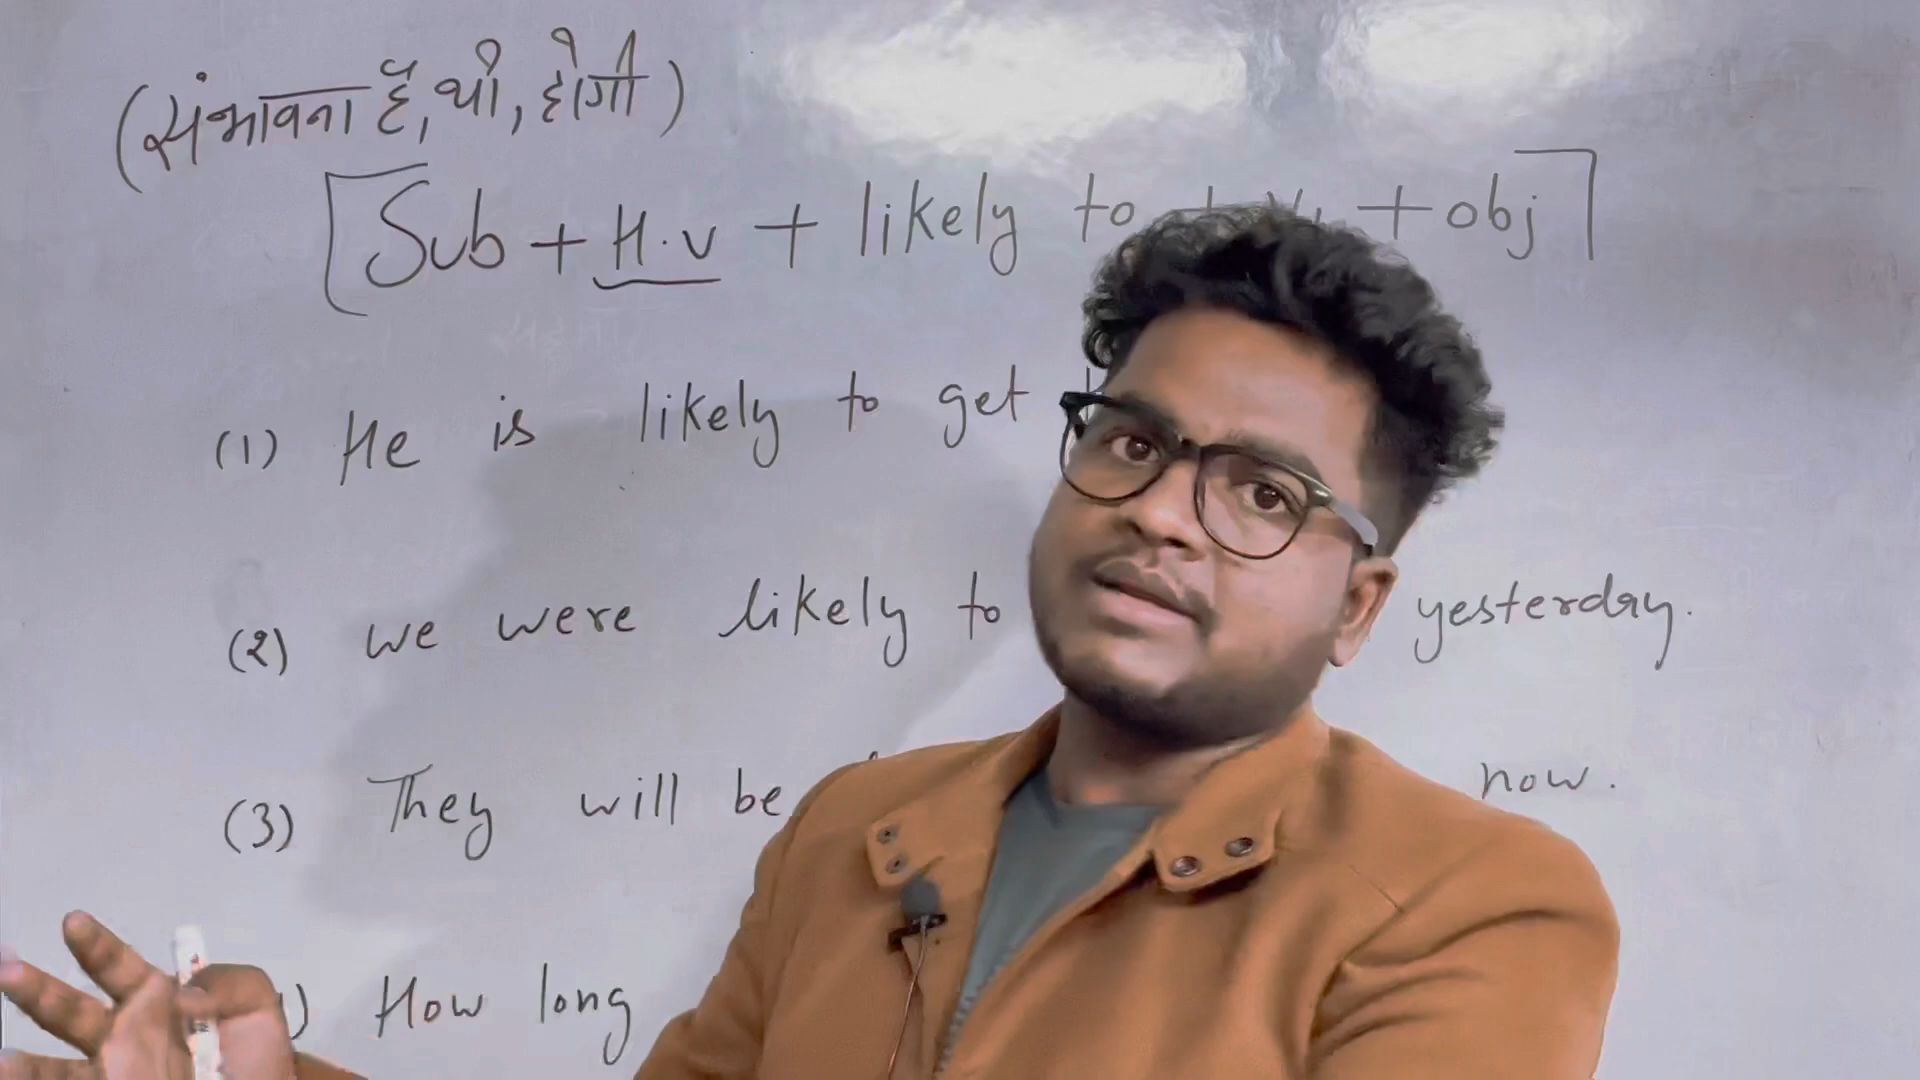 (संभावना है, थी, होगी)
[Sub + H.V + likely to + V1 + obj]
(1) He is likely to get
(2) we were likely to yesterday.
(3) They will be now.
) How long